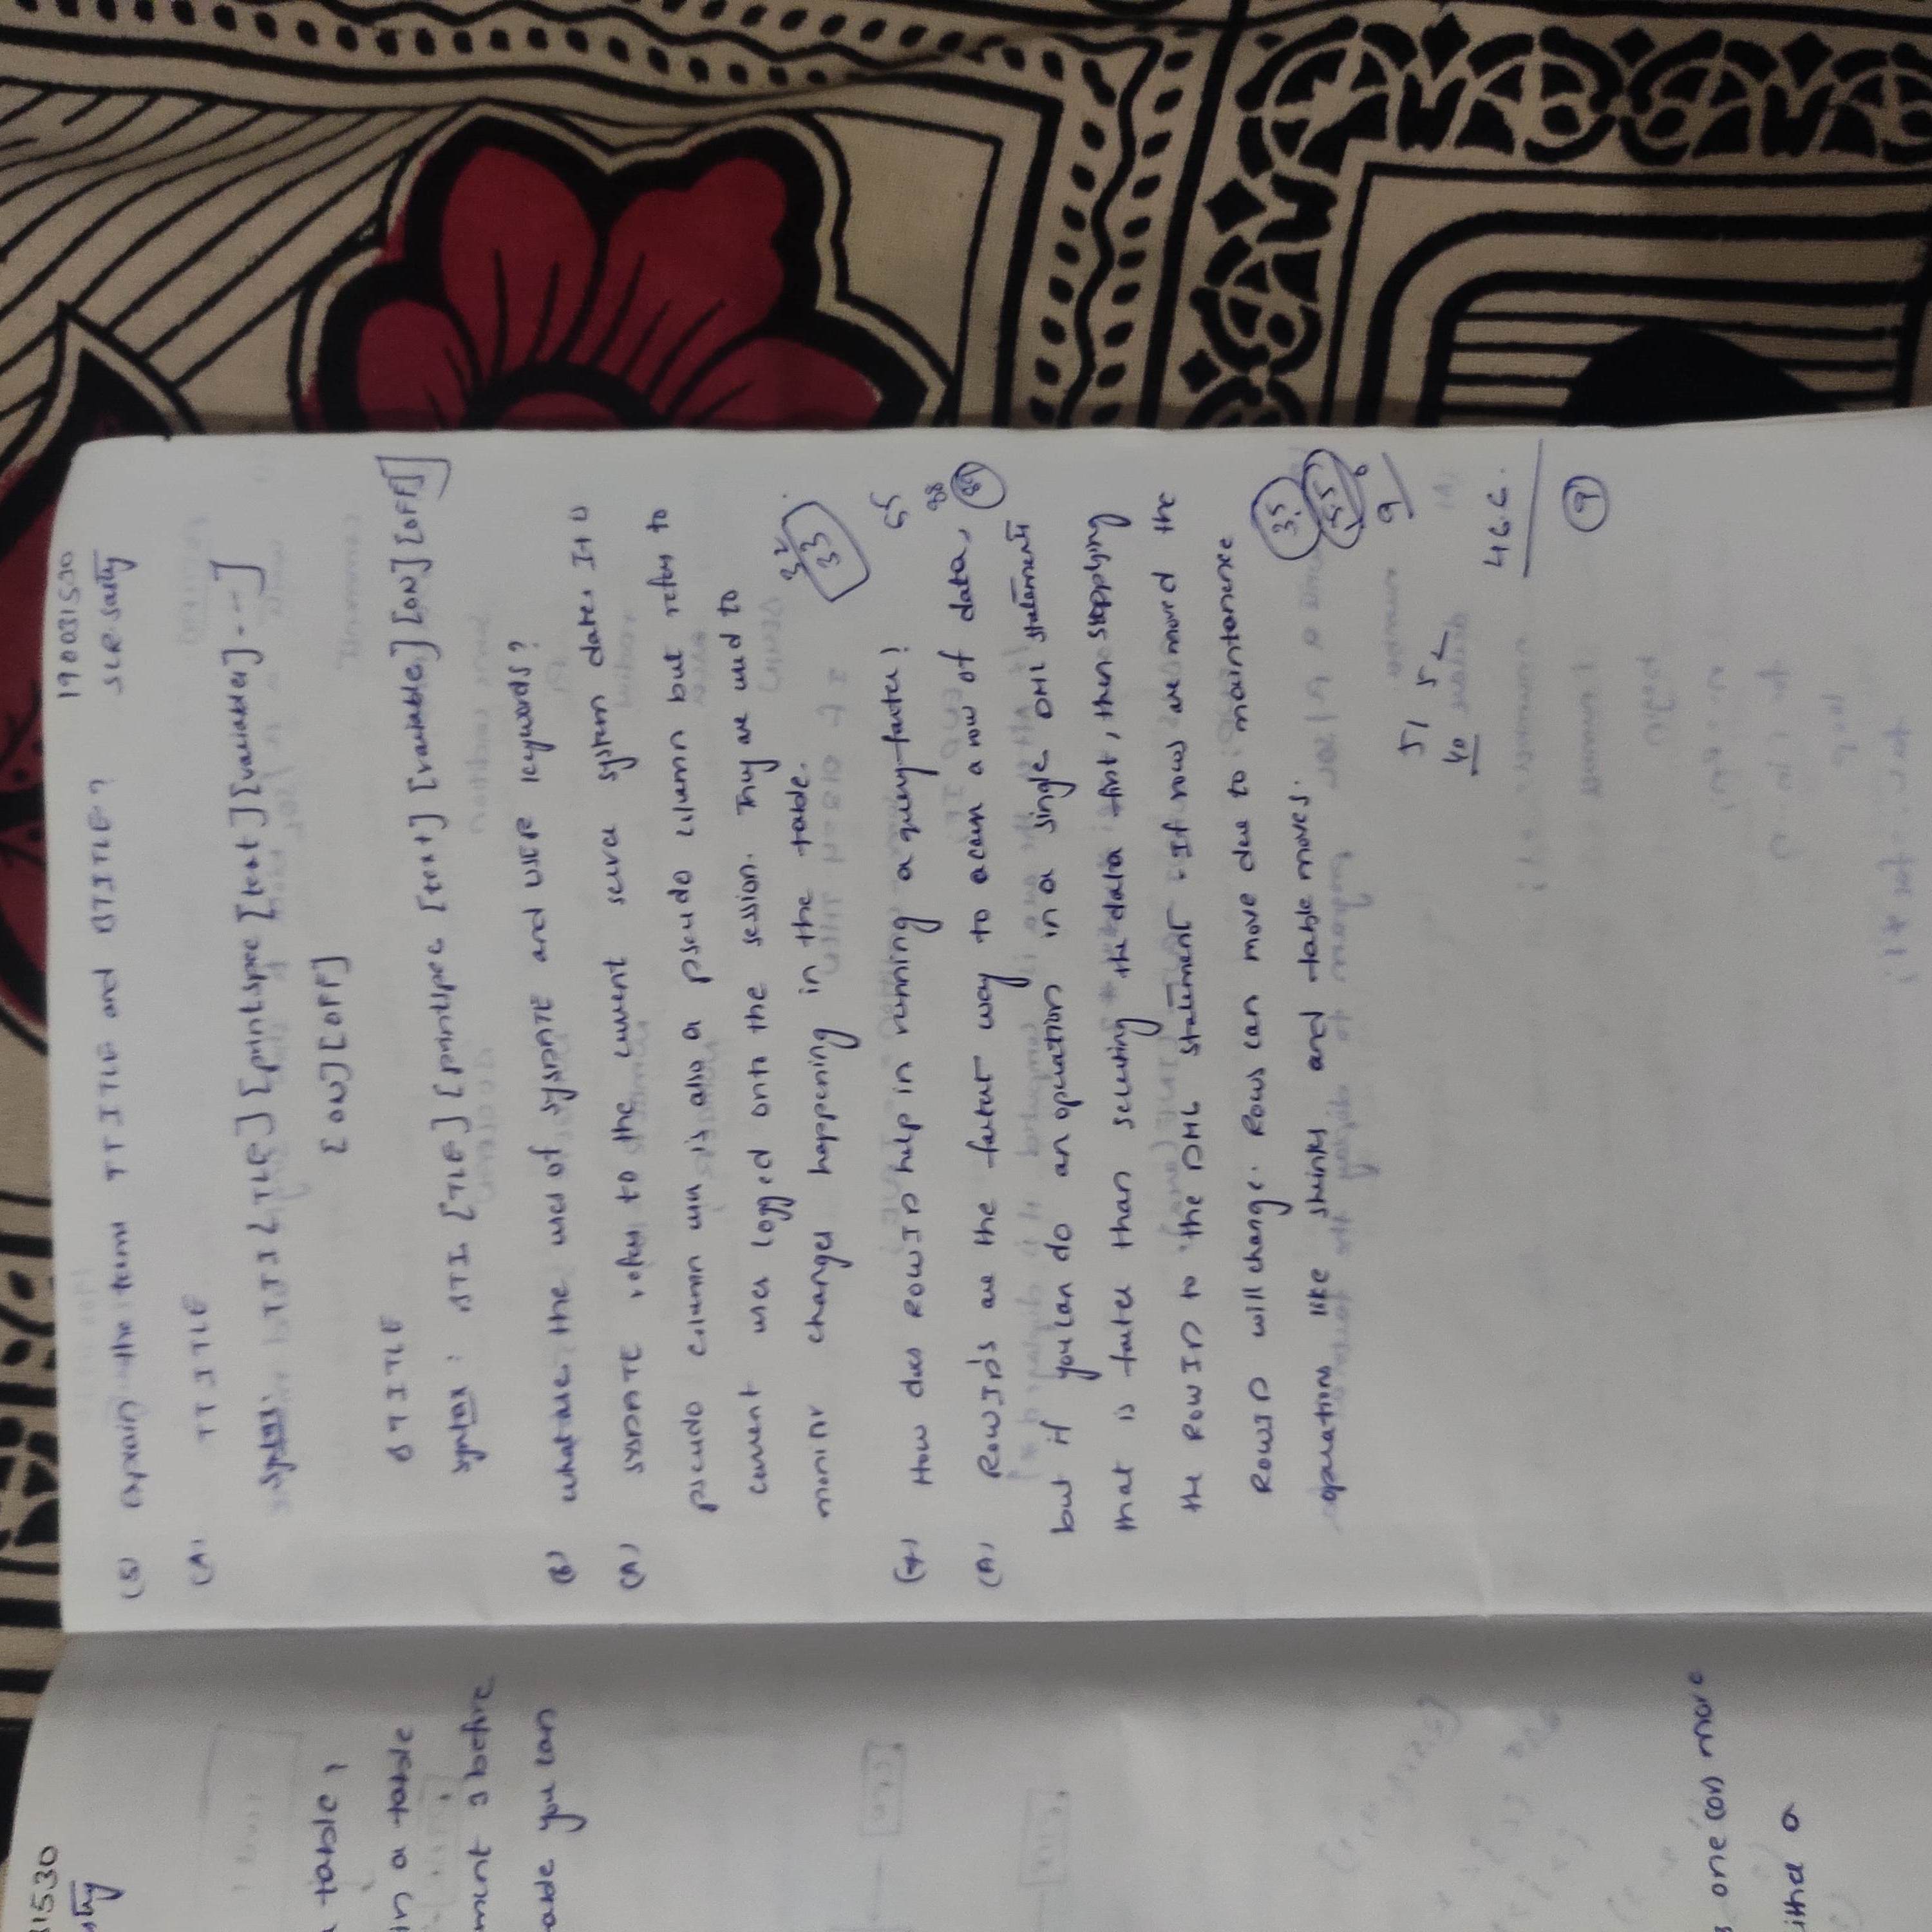 31530
a table,
in a table
ment & before
able you can
s one (or) more
either a
190031530
SLR. Sastry
(5) Explain the terms TTITLE and BTITLE?
(A) TTITLE
Syntax: TTI[TLE] [printspec [text] [variable] ---]
[ON] [OFF]
BTITLE
Syntax: BTI [TLE] [printspec [text] [variable] [ON] [OFF]]
(6) what are the uses of SYSDATE and USER keywords?
(A) SYSDATE refers to the current server system date. It is
pseudo column user is also a pseudo column but refers to
current user logged onto the session. They are used to
monitor changes happening in the table.
32
33
(7) How does ROWID help in running a query faster?
55
88
89
(A) ROWID's are the fastest way to access a row of data,
but if you can do an operation in a single DML statement
that is faster than selecting the data first, then supplying
the ROWID to the DML statement. If rows are moved the
ROWID will change. Rows can move due to maintanence
operations like shrinks and table moves.
35
55
9
51 52
40
46.6.
9